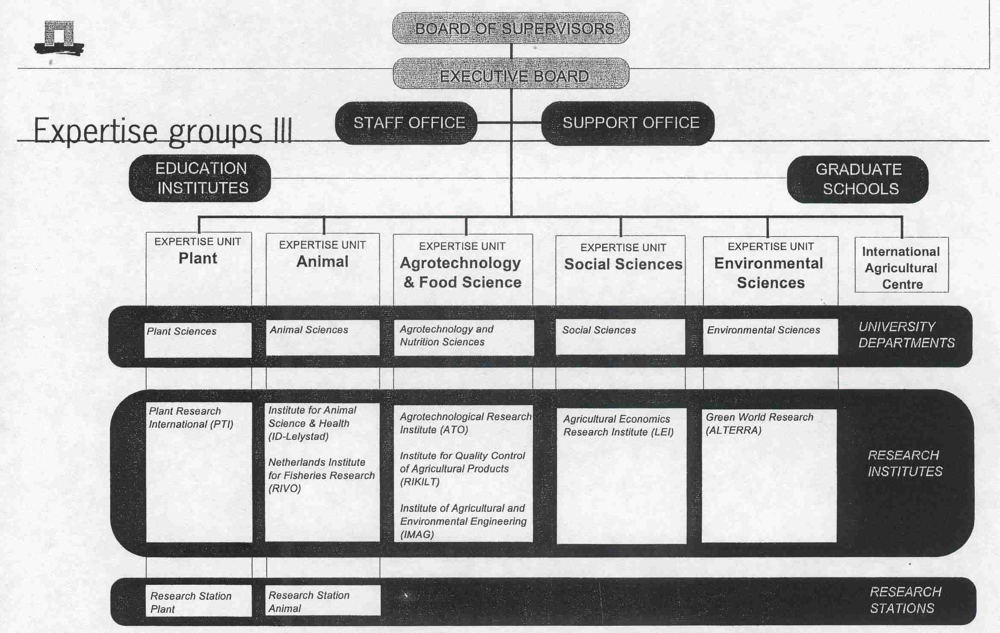 BOARD OF SUPERVISORS
EXECUTIVE BOARD
STAFF OFFICE
SUPPORT OFFICE
Expertise groups III
EDUCATION
INSTITUTES
GRADUATE
SCHOOLS
EXPERTISE UNIT
Plant
EXPERTISE UNIT
Animal
EXPERTISE UNIT
Agrotechnology
& Food Science
EXPERTISE UNIT
Social Sciences
EXPERTISE UNIT
Environmental
Sciences
International
Agricultural
Centre
Plant Sciences
Animal Sciences
Agrotechnology and
Nutrition Sciences
Social Sciences
Environmental Sciences
UNIVERSITY
DEPARTMENTS
Plant Research
International (PTI)
Institute for Animal
Science & Health
(ID-Lelystad)
Netherlands Institute
for Fisheries Research
(RIVO)
Agrotechnological Research
Institute (ATO)
Institute for Quality Control
of Agricultural Products
(RIKILT)
Institute of Agricultural and
Environmental Engineering
(IMAG)
Agricultural Economics
Research Institute (LEI)
Green World Research
(ALTERRA)
RESEARCH
INSTITUTES
Research Station
Plant
Research Station
Animal
RESEARCH
STATIONS